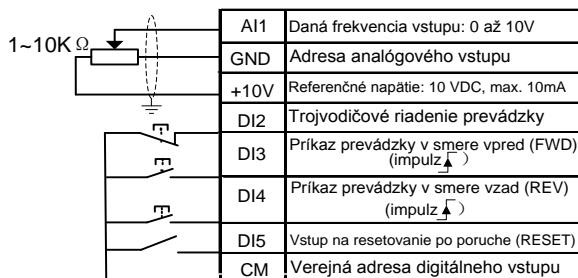 1~10KΩ
AI1 Daná frekvencia vstupu: 0 až 10V
GND Adresa analógového vstupu
+10V Referenčné napätie: 10 VDC, max. 10mA
DI2 Trojvodičové riadenie prevádzky
DI3 Príkaz prevádzky v smere vpred (FWD)
(impulz )
DI4 Príkaz prevádzky v smere vzad (REV)
(impulz )
DI5 Vstup na resetovanie po poruche (RESET)
CM Verejná adresa digitálneho vstupu